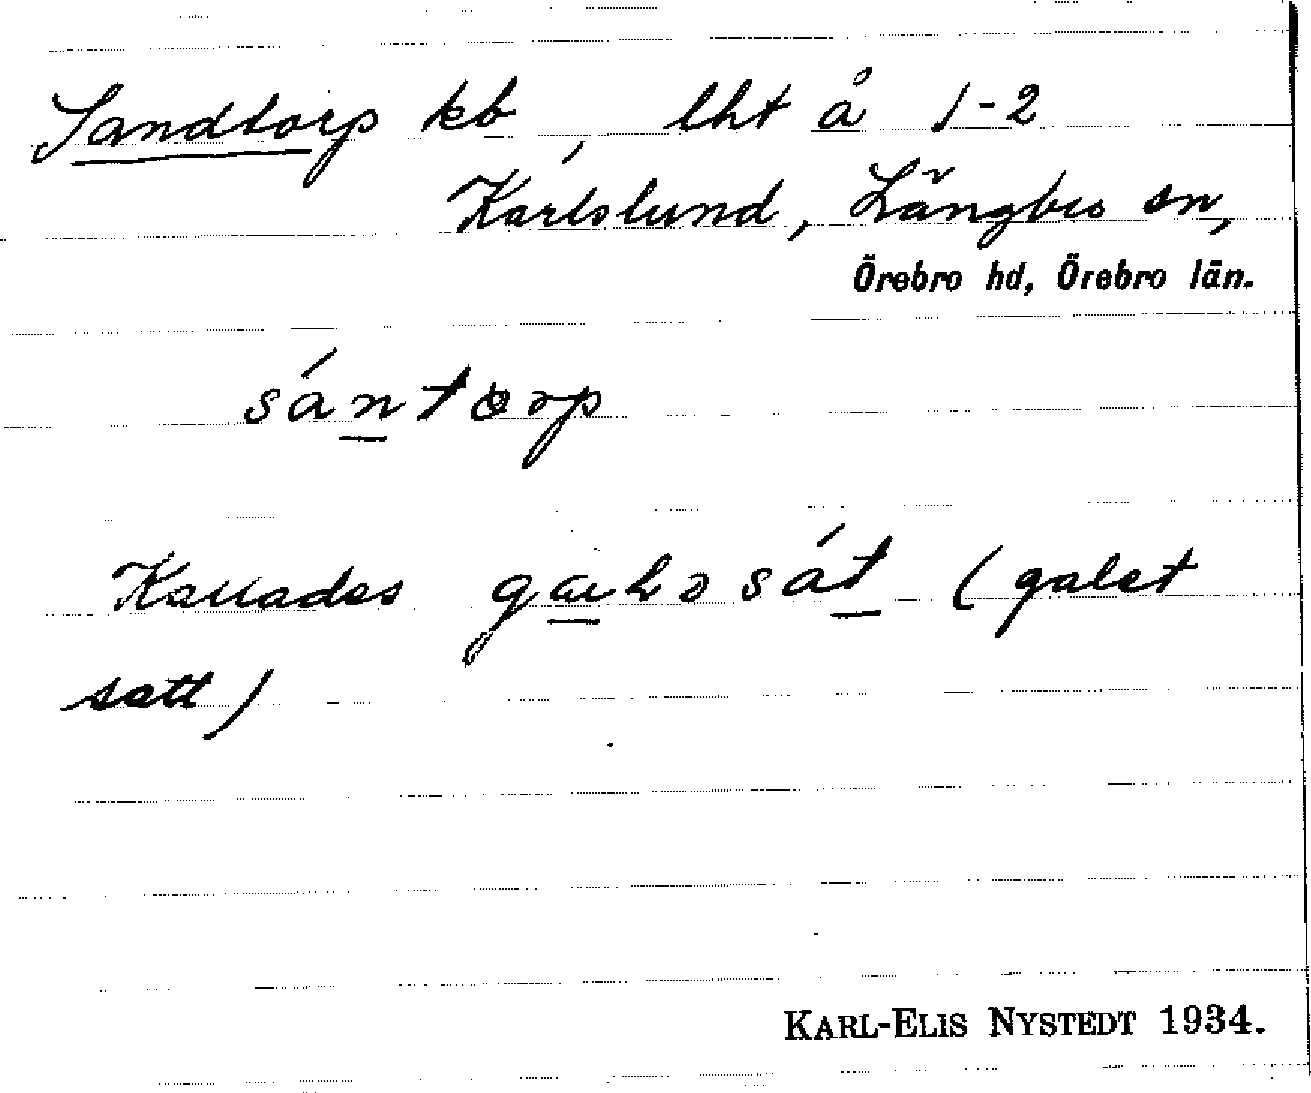 Sandtorp kb, lht å 1-2
Karlslund, Längbro sn,
Örebro hd, Örebro län.
sántorp
Kallades gałəsát (galet
satt)
KARL-ELIS NYSTEDT 1934.